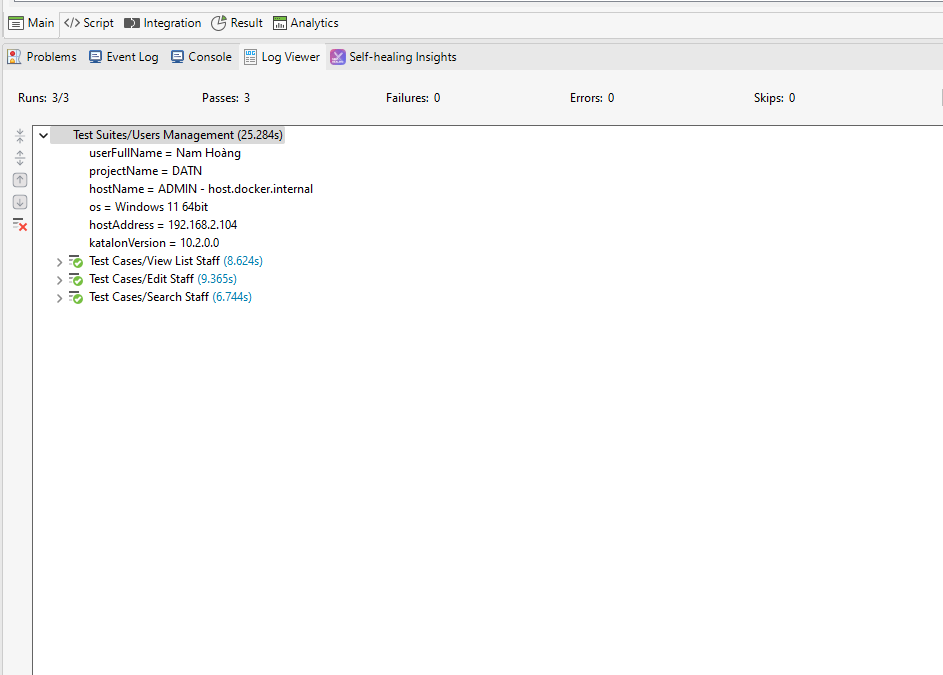 Main Script Integration Result Analytics
Problems Event Log Console Log Viewer Self-healing Insights
Runs: 3/3 Passes: 3 Failures: 0 Errors: 0 Skips: 0
Test Suites/Users Management (25.284s)
userFullName = Nam Hoàng
projectName = DATN
hostName = ADMIN - host.docker.internal
os = Windows 11 64bit
hostAddress = 192.168.2.104
katalonVersion = 10.2.0.0
Test Cases/View List Staff (8.624s)
Test Cases/Edit Staff (9.365s)
Test Cases/Search Staff (6.744s)